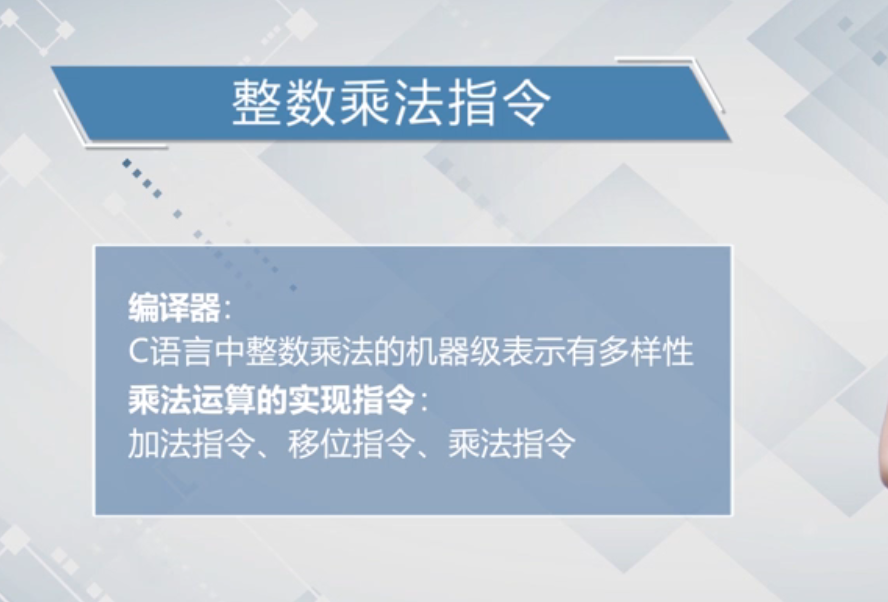 整数乘法指令
编译器：
C语言中整数乘法的机器级表示有多样性
乘法运算的实现指令：
加法指令、移位指令、乘法指令